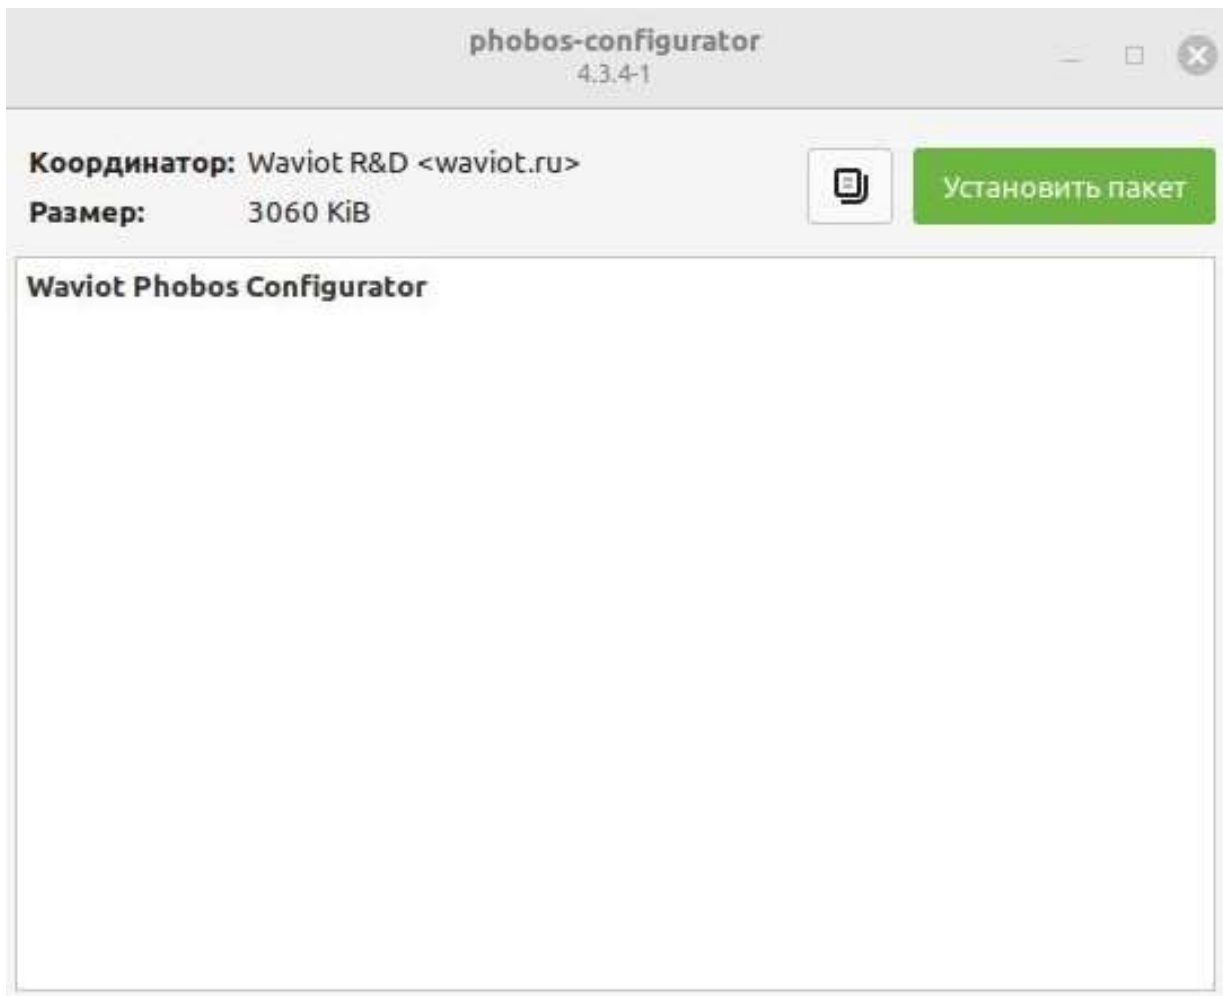 phobos-configurator
4.3.4-1
Координатор: Waviot R&D <waviot.ru>
Размер: 3060 KiB
Установить пакет
Waviot Phobos Configurator